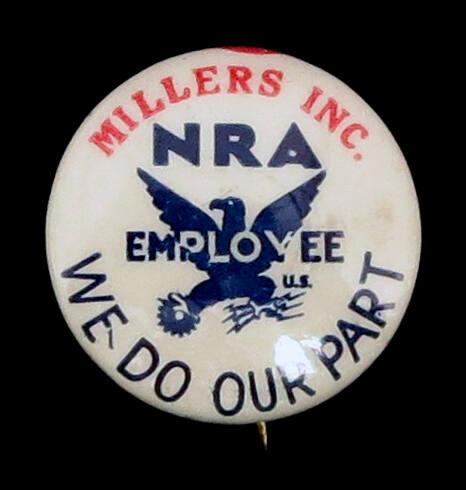 MILLERS INC.
NRA
EMPLOYEE
U.S.
WE DO OUR PART